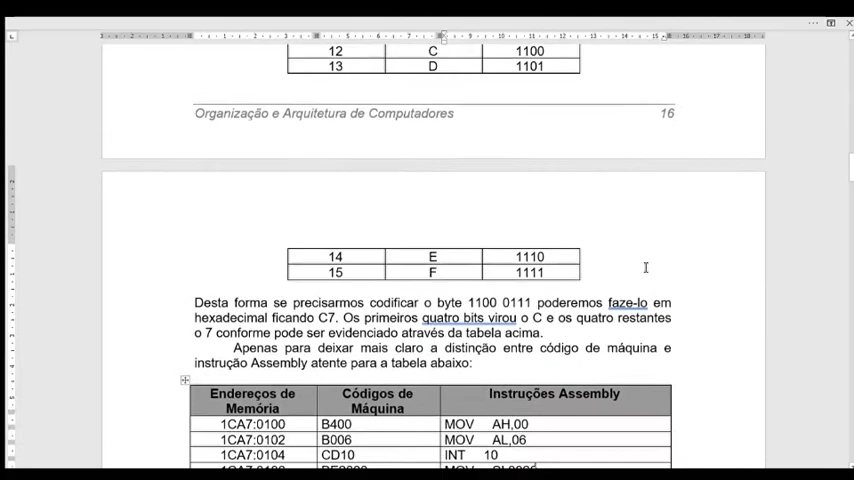 12 C 1100
13 D 1101
Organização e Arquitetura de Computadores 16
14 E 1110
15 F 1111
Desta forma se precisarmos codificar o byte 1100 0111 poderemos faze-lo em
hexadecimal ficando C7. Os primeiros quatro bits virou o C e os quatro restantes
o 7 conforme pode ser evidenciado através da tabela acima.
Apenas para deixar mais claro a distinção entre código de máquina e
instrução Assembly atente para a tabela abaixo:
Endereços de Memória Códigos de Máquina Instruções Assembly
1CA7:0100 B400 MOV AH,00
1CA7:0102 B006 MOV AL,06
1CA7:0104 CD10 INT 10